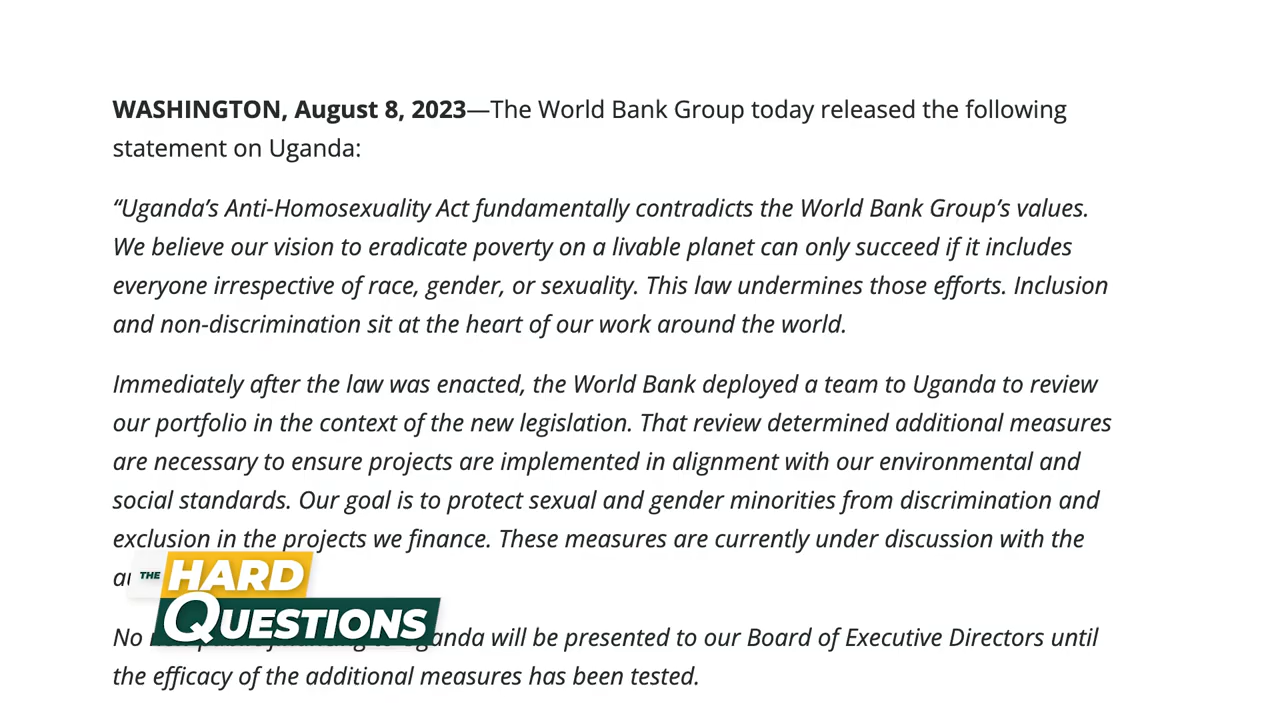 WASHINGTON, August 8, 2023—The World Bank Group today released the following
statement on Uganda:
“Uganda’s Anti-Homosexuality Act fundamentally contradicts the World Bank Group’s values.
We believe our vision to eradicate poverty on a livable planet can only succeed if it includes
everyone irrespective of race, gender, or sexuality. This law undermines those efforts. Inclusion
and non-discrimination sit at the heart of our work around the world.
Immediately after the law was enacted, the World Bank deployed a team to Uganda to review
our portfolio in the context of the new legislation. That review determined additional measures
are necessary to ensure projects are implemented in alignment with our environmental and
social standards. Our goal is to protect sexual and gender minorities from discrimination and
exclusion in the projects we finance. These measures are currently under discussion with the
THE HARD
QUESTIONS
No will be presented to our Board of Executive Directors until
the efficacy of the additional measures has been tested.